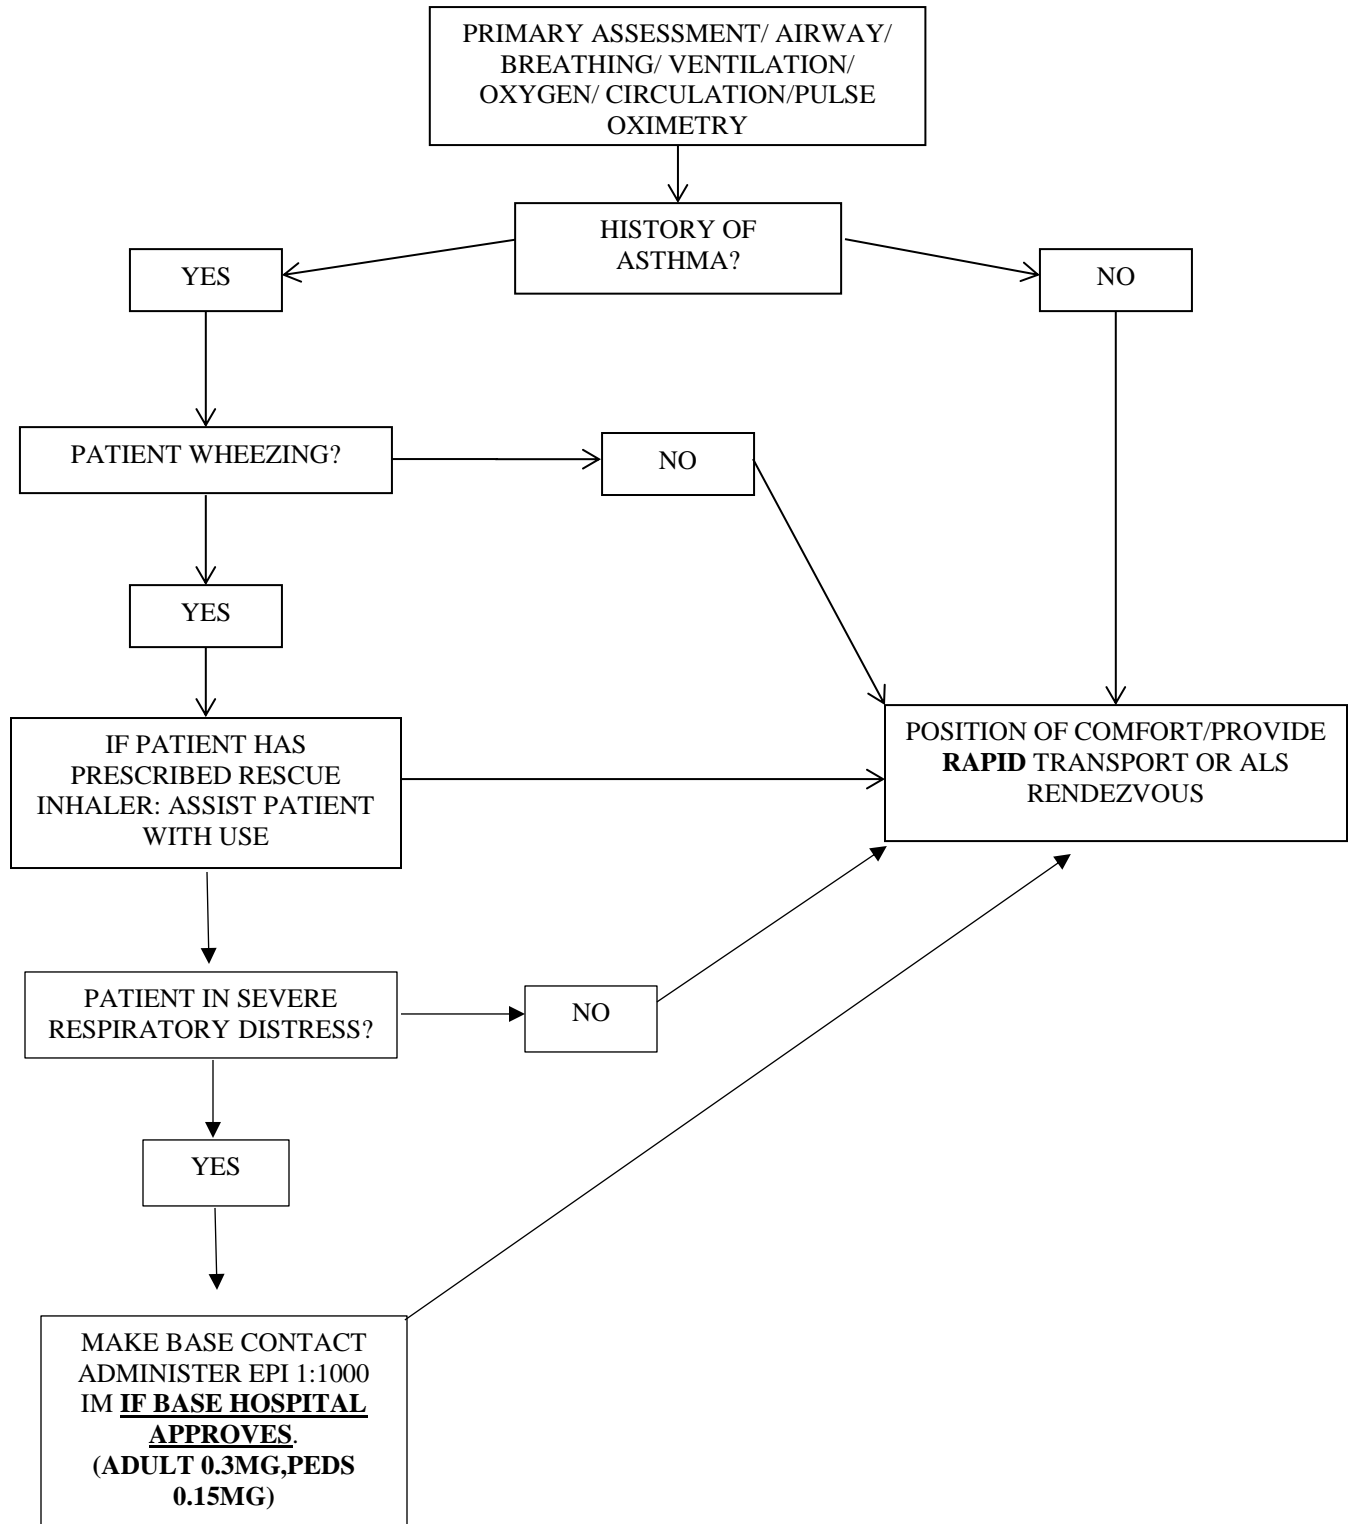 PRIMARY ASSESSMENT/ AIRWAY/
BREATHING/ VENTILATION/
OXYGEN/ CIRCULATION/PULSE
OXIMETRY
HISTORY OF
ASTHMA?
YES
NO
PATIENT WHEEZING?
NO
YES
IF PATIENT HAS
PRESCRIBED RESCUE
INHALER: ASSIST PATIENT
WITH USE
POSITION OF COMFORT/PROVIDE
RAPID TRANSPORT OR ALS
RENDEZVOUS
PATIENT IN SEVERE
RESPIRATORY DISTRESS?
NO
YES
MAKE BASE CONTACT
ADMINISTER EPI 1:1000
IM IF BASE HOSPITAL
APPROVES.
(ADULT 0.3MG,PEDS
0.15MG)